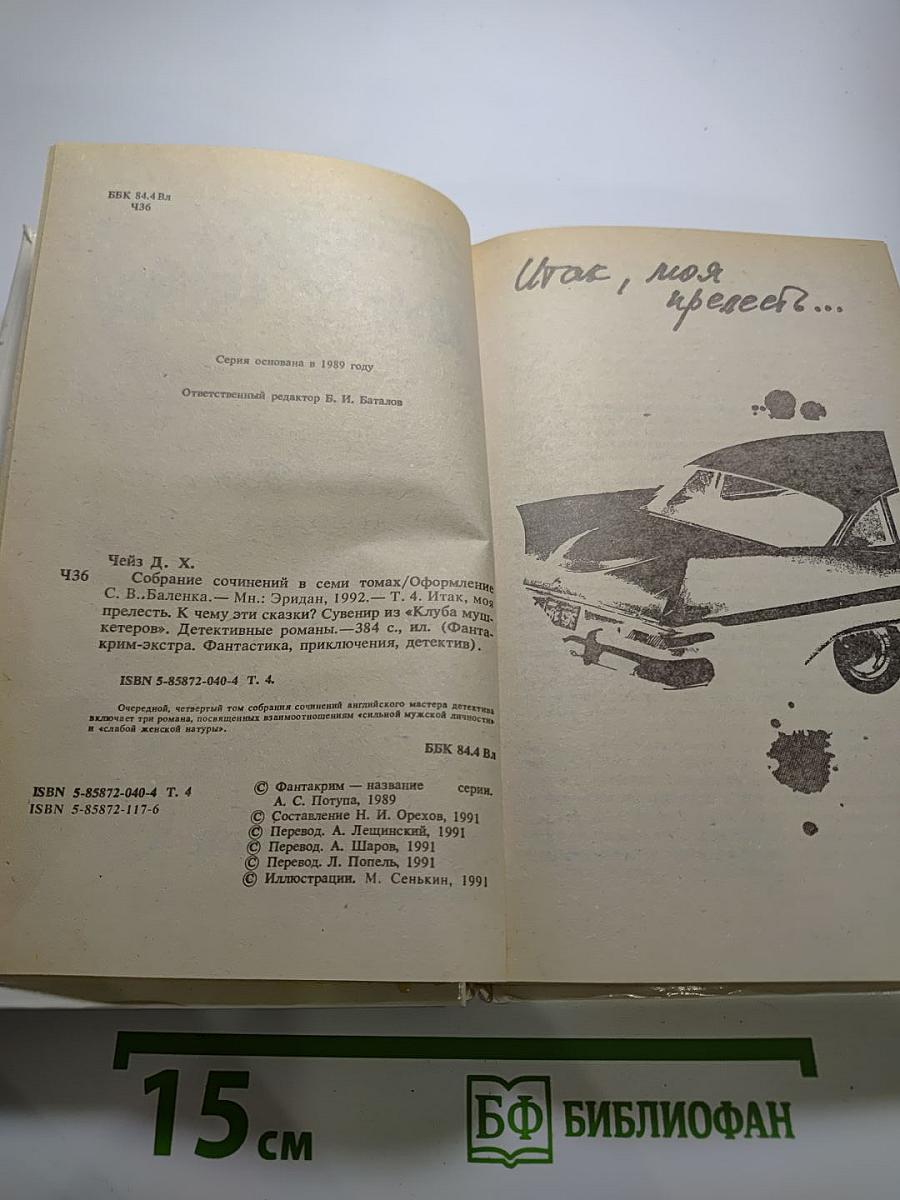 ББК 84.4Вл
Ч36
Серия основана в 1989 году
Ответственный редактор Б. И. Баталов
Чейз Д. Х.
Ч36 Собрание сочинений в семи томах/Оформление
С. В..Баленка.— Мн.: Эридан, 1992.— Т. 4. Итак, моя
прелесть. К чему эти сказки? Сувенир из «Клуба муш-
кетеров». Детективные романы.—384 с., ил. (Фанта-
крим-экстра. Фантастика, приключения, детектив).
ISBN 5-85872-040-4 Т. 4.
Очередной, четвертый том собрания сочинений английского мастера детектива
включает три романа, посвященных взаимоотношениям «сильной мужской личности»
и «слабой женской натуры».
ББК 84.4 Вл
ISBN 5-85872-040-4 Т. 4
ISBN 5-85872-117-6
© Фантакрим — название серии.
А. С. Потупа, 1989
© Составление Н. И. Орехов, 1991
© Перевод. А. Лещинский, 1991
© Перевод. А. Шаров, 1991
© Перевод. Л. Попель, 1991
© Иллюстрации. М. Сенькин, 1991
Итак, моя
прелесть...
15 см
БФ БИБЛИОФАН